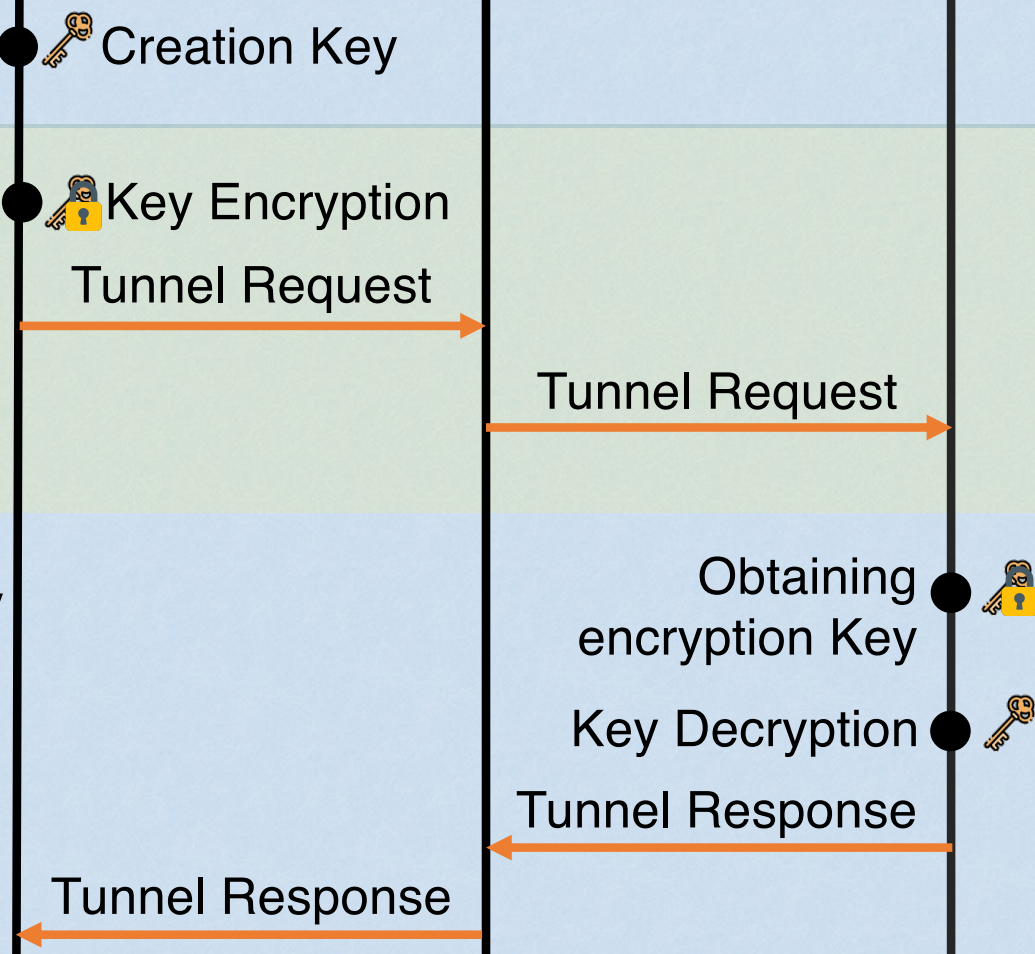 Creation Key
Key Encryption
Tunnel Request
Tunnel Request
Obtaining
encryption Key
Key Decryption
Tunnel Response
Tunnel Response